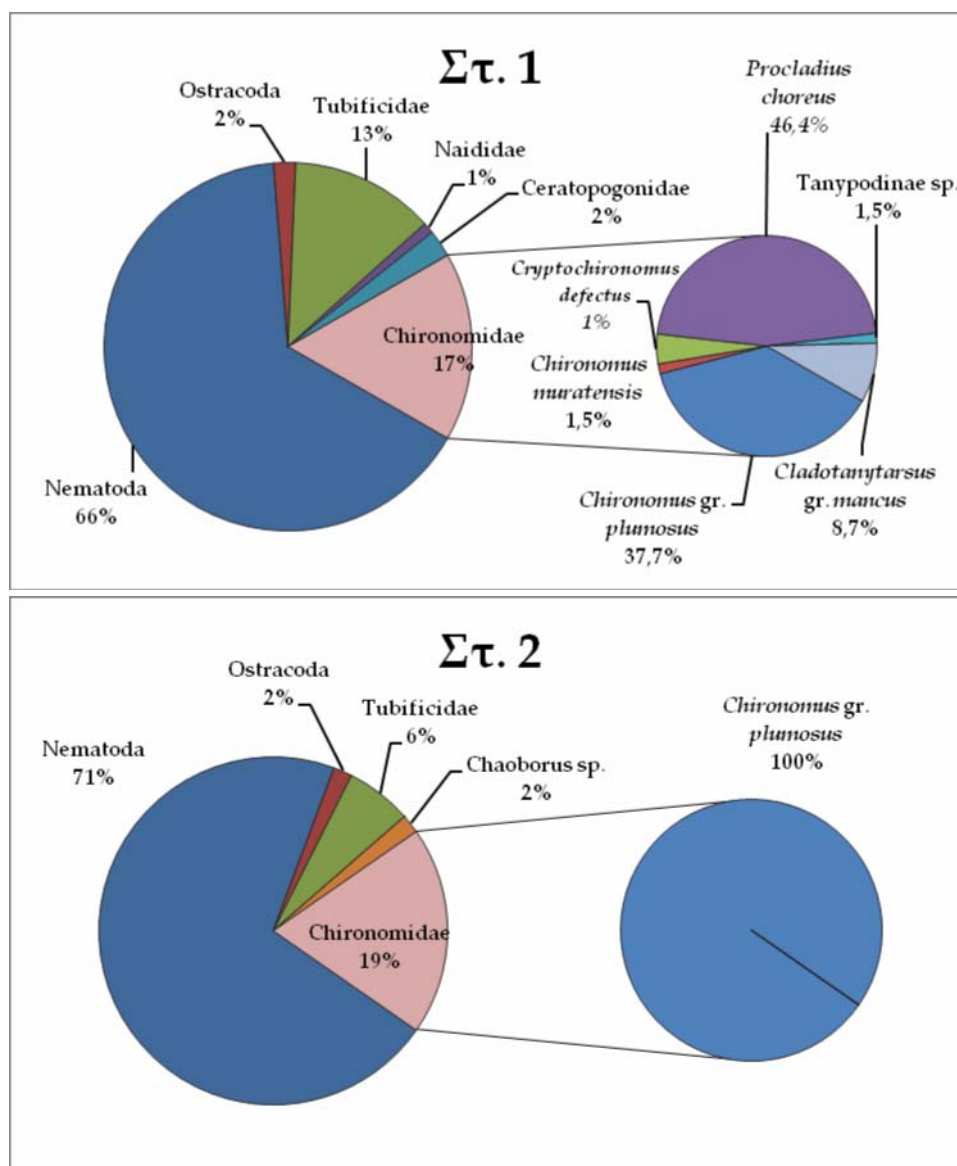 Στ. 1
Ostracoda
2%
Tubificidae
13%
Naididae
1%
Ceratopogonidae
2%
Chironomidae
17%
Nematoda
66%
Procladius
choreus
46,4%
Tanypodinae sp.
1,5%
Cryptochironomus
defectus
1%
Chironomus
muratensis
1,5%
Cladotanytarsus
gr. mancus
8,7%
Chironomus gr.
plumosus
37,7%
Στ. 2
Ostracoda
2%
Tubificidae
6%
Nematoda
71%
Chaoborus sp.
2%
Chironomidae
19%
Chironomus gr.
plumosus
100%